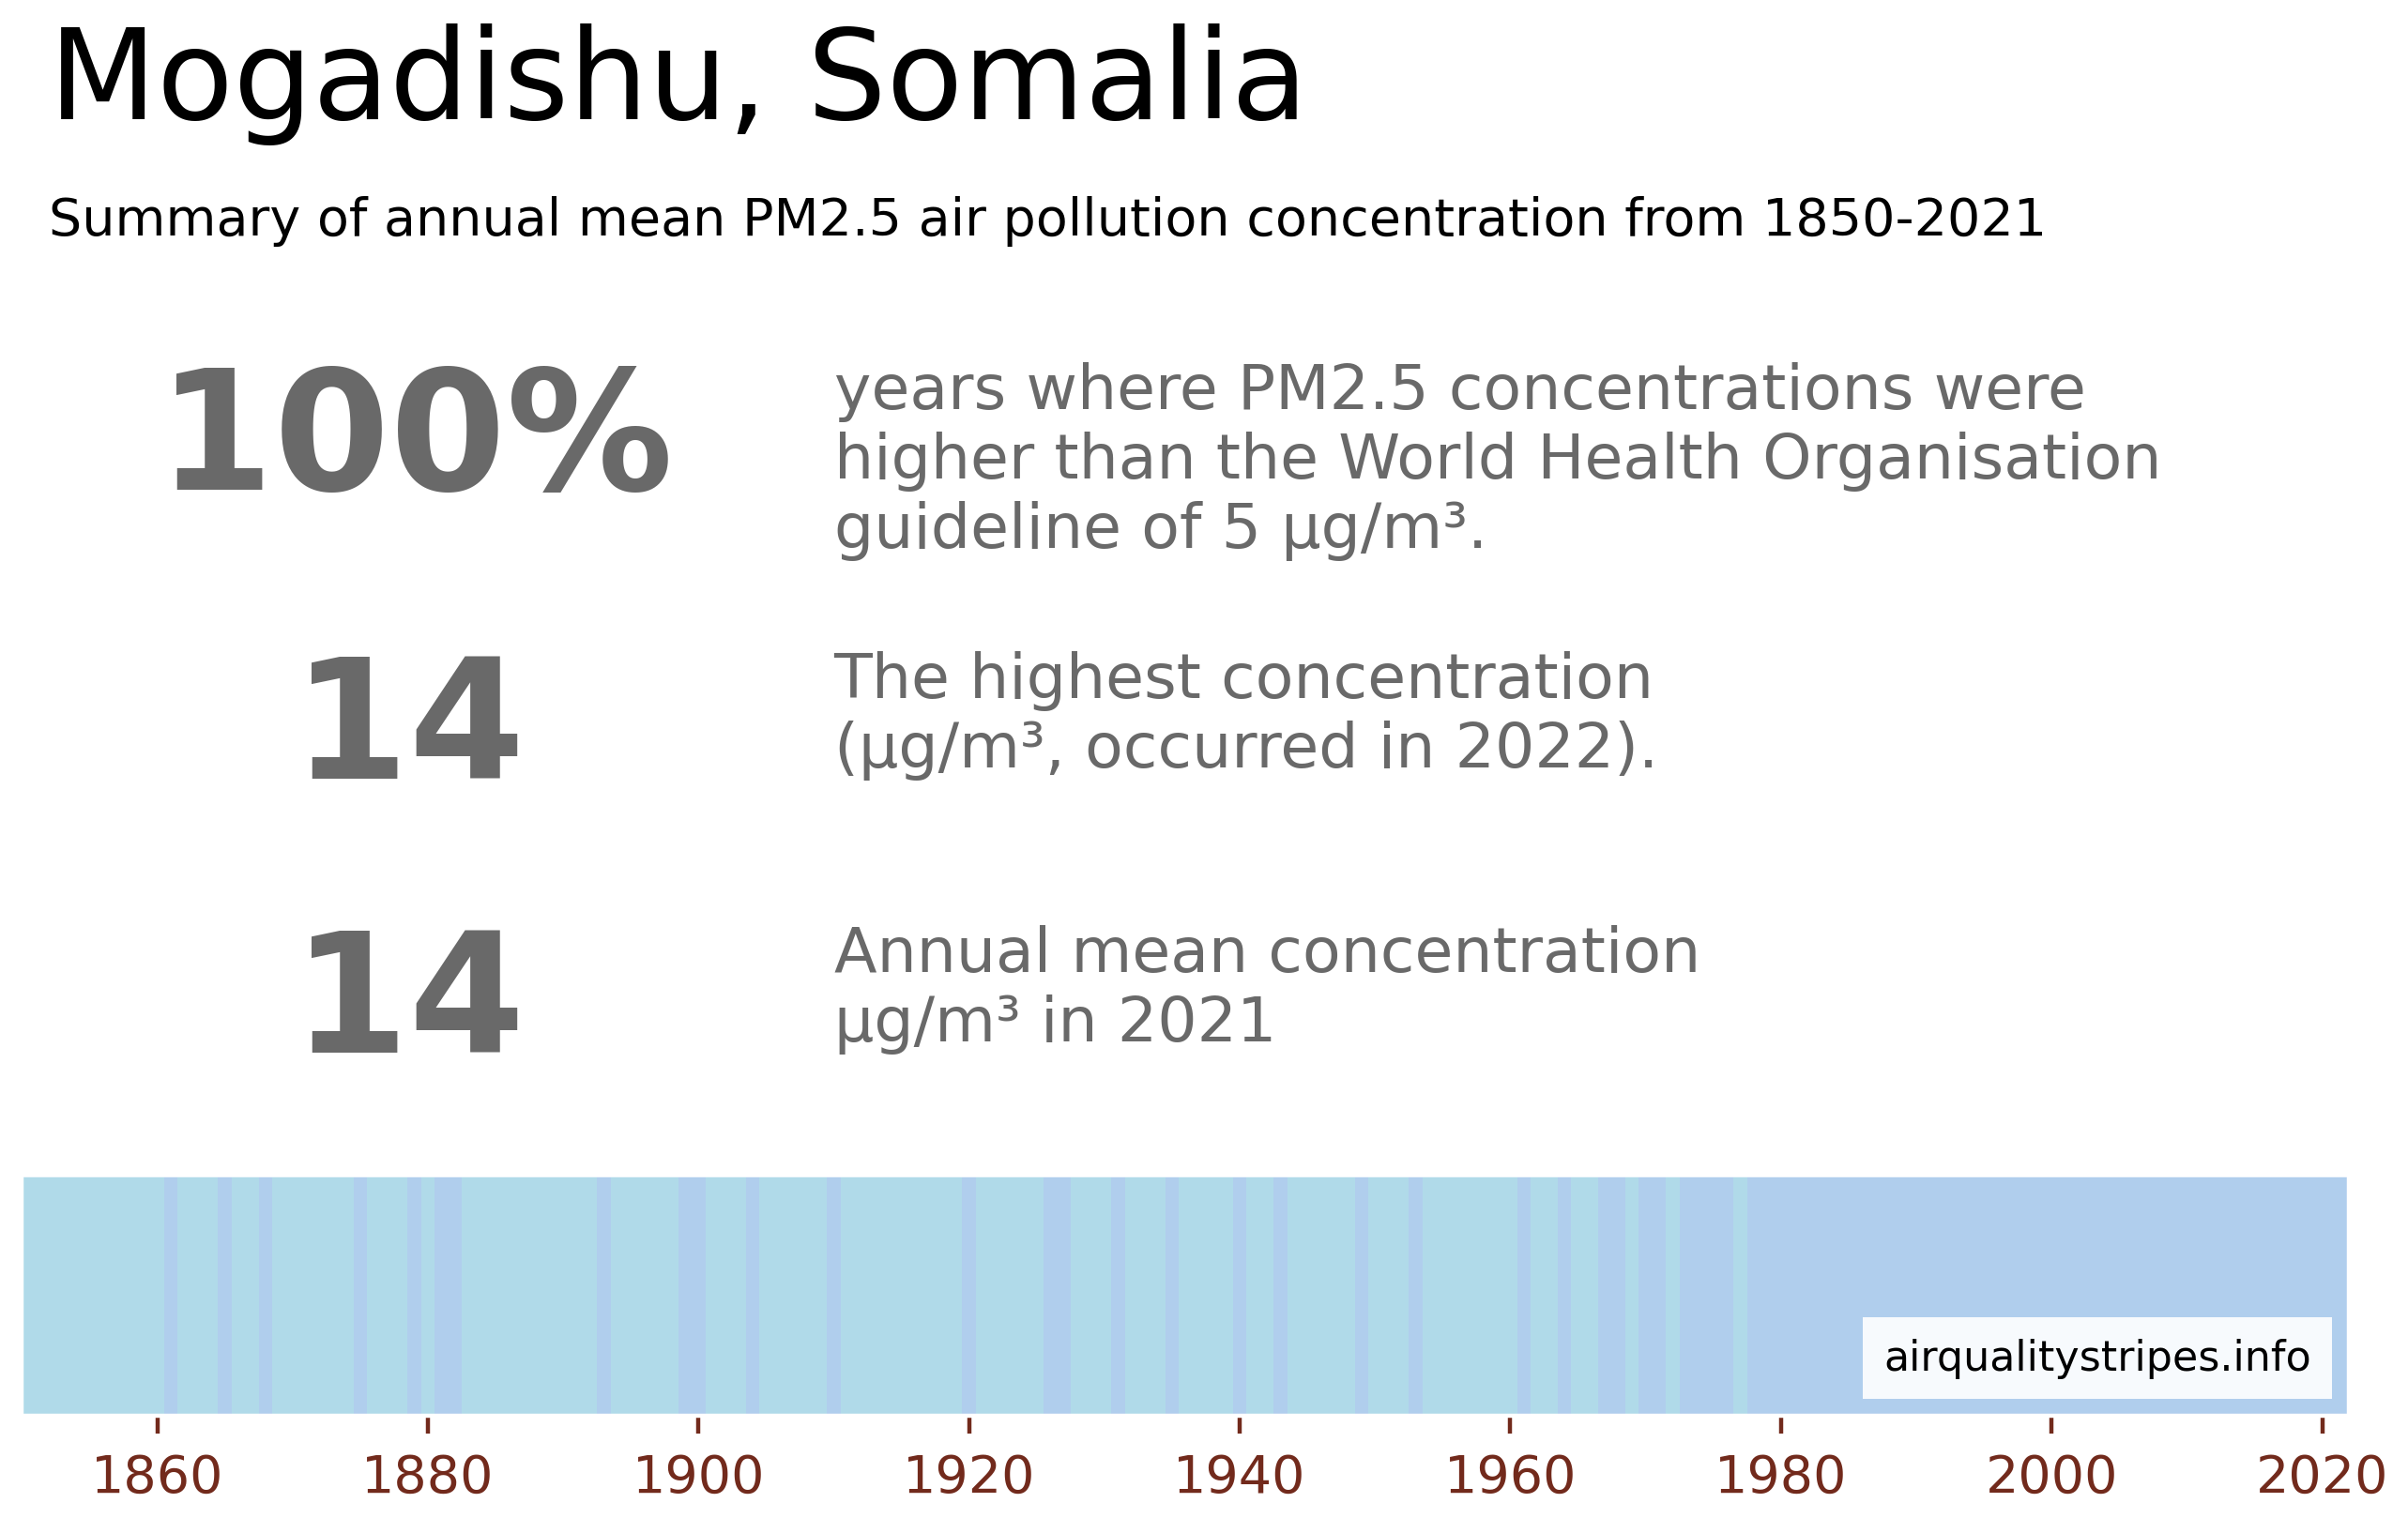 Mogadishu, Somalia
Summary of annual mean PM2.5 air pollution concentration from 1850-2021
100%
years where PM2.5 concentrations were
higher than the World Health Organisation
guideline of 5 µg/m³.
14
The highest concentration
(µg/m³, occurred in 2022).
14
Annual mean concentration
µg/m³ in 2021
airqualitystripes.info
1860 1880 1900 1920 1940 1960 1980 2000 2020